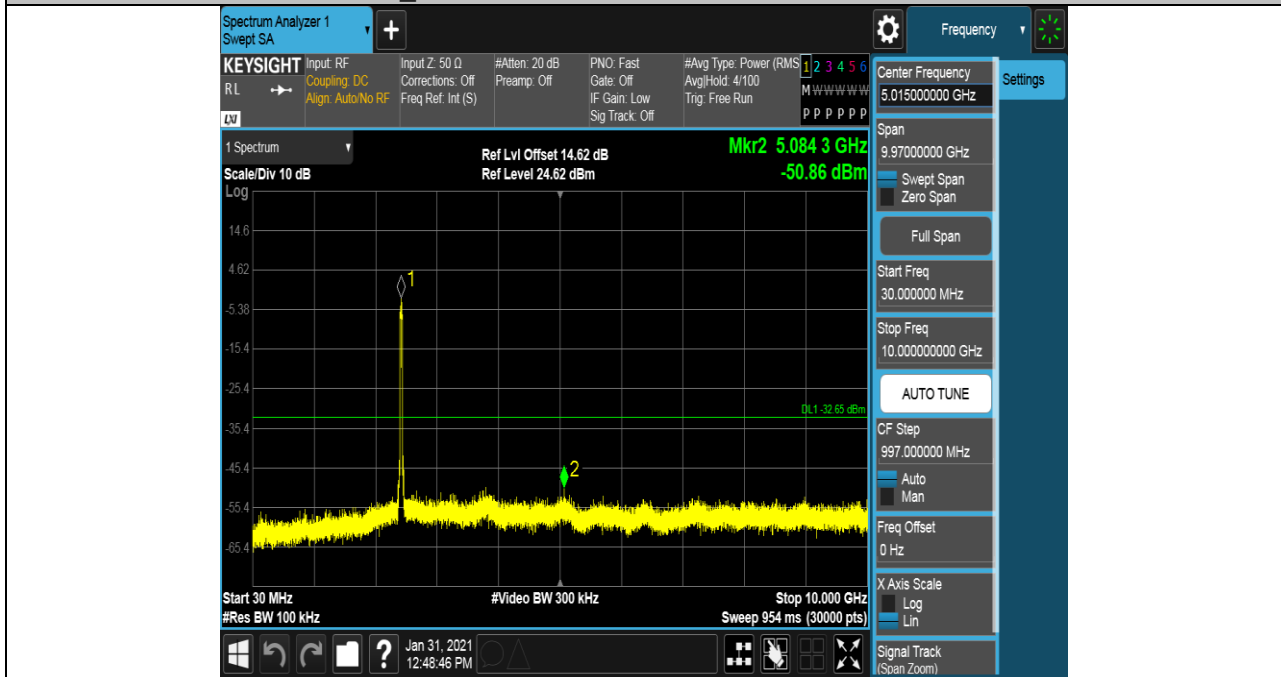 Spectrum Analyzer 1
Swept SA
+
Frequency
KEYSIGHT
RL
LXI
Input: RF
Coupling: DC
Align: Auto/No RF
Input Z: 50 Ω
Corrections: Off
Freq Ref: Int (S)
#Atten: 20 dB
Preamp: Off
PNO: Fast
Gate: Off
IF Gain: Low
Sig Track: Off
#Avg Type: Power (RMS
Avg|Hold: 4/100
Trig: Free Run
1 2 3 4 5 6
M W W W W W
P P P P P P
1 Spectrum
Scale/Div 10 dB
Ref Lvl Offset 14.62 dB
Ref Level 24.62 dBm
Mkr2 5.084 3 GHz
-50.86 dBm
Log
14.6
4.62
-5.38
-15.4
-25.4
-35.4
-45.4
-55.4
-65.4
1
2
DL1 -32.65 dBm
Start 30 MHz
#Res BW 100 kHz
#Video BW 300 kHz
Stop 10.000 GHz
Sweep 954 ms (30000 pts)
Center Frequency
5.015000000 GHz
Span
9.97000000 GHz
Swept Span
Zero Span
Full Span
Start Freq
30.000000 MHz
Stop Freq
10.000000000 GHz
AUTO TUNE
CF Step
997.000000 MHz
Auto
Man
Freq Offset
0 Hz
X Axis Scale
Log
Lin
Signal Track
(Span Zoom)
Settings
?
Jan 31, 2021
12:48:46 PM